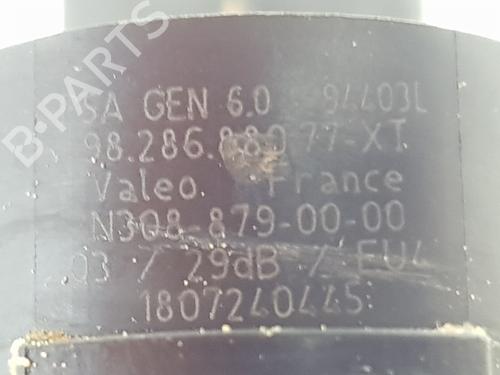 B-PARTS
SA GEN 6.0 94403L
98.286.880.77-XT
Valeo France
N308-879-00-00
03 / 29dB / EU4
1807240445